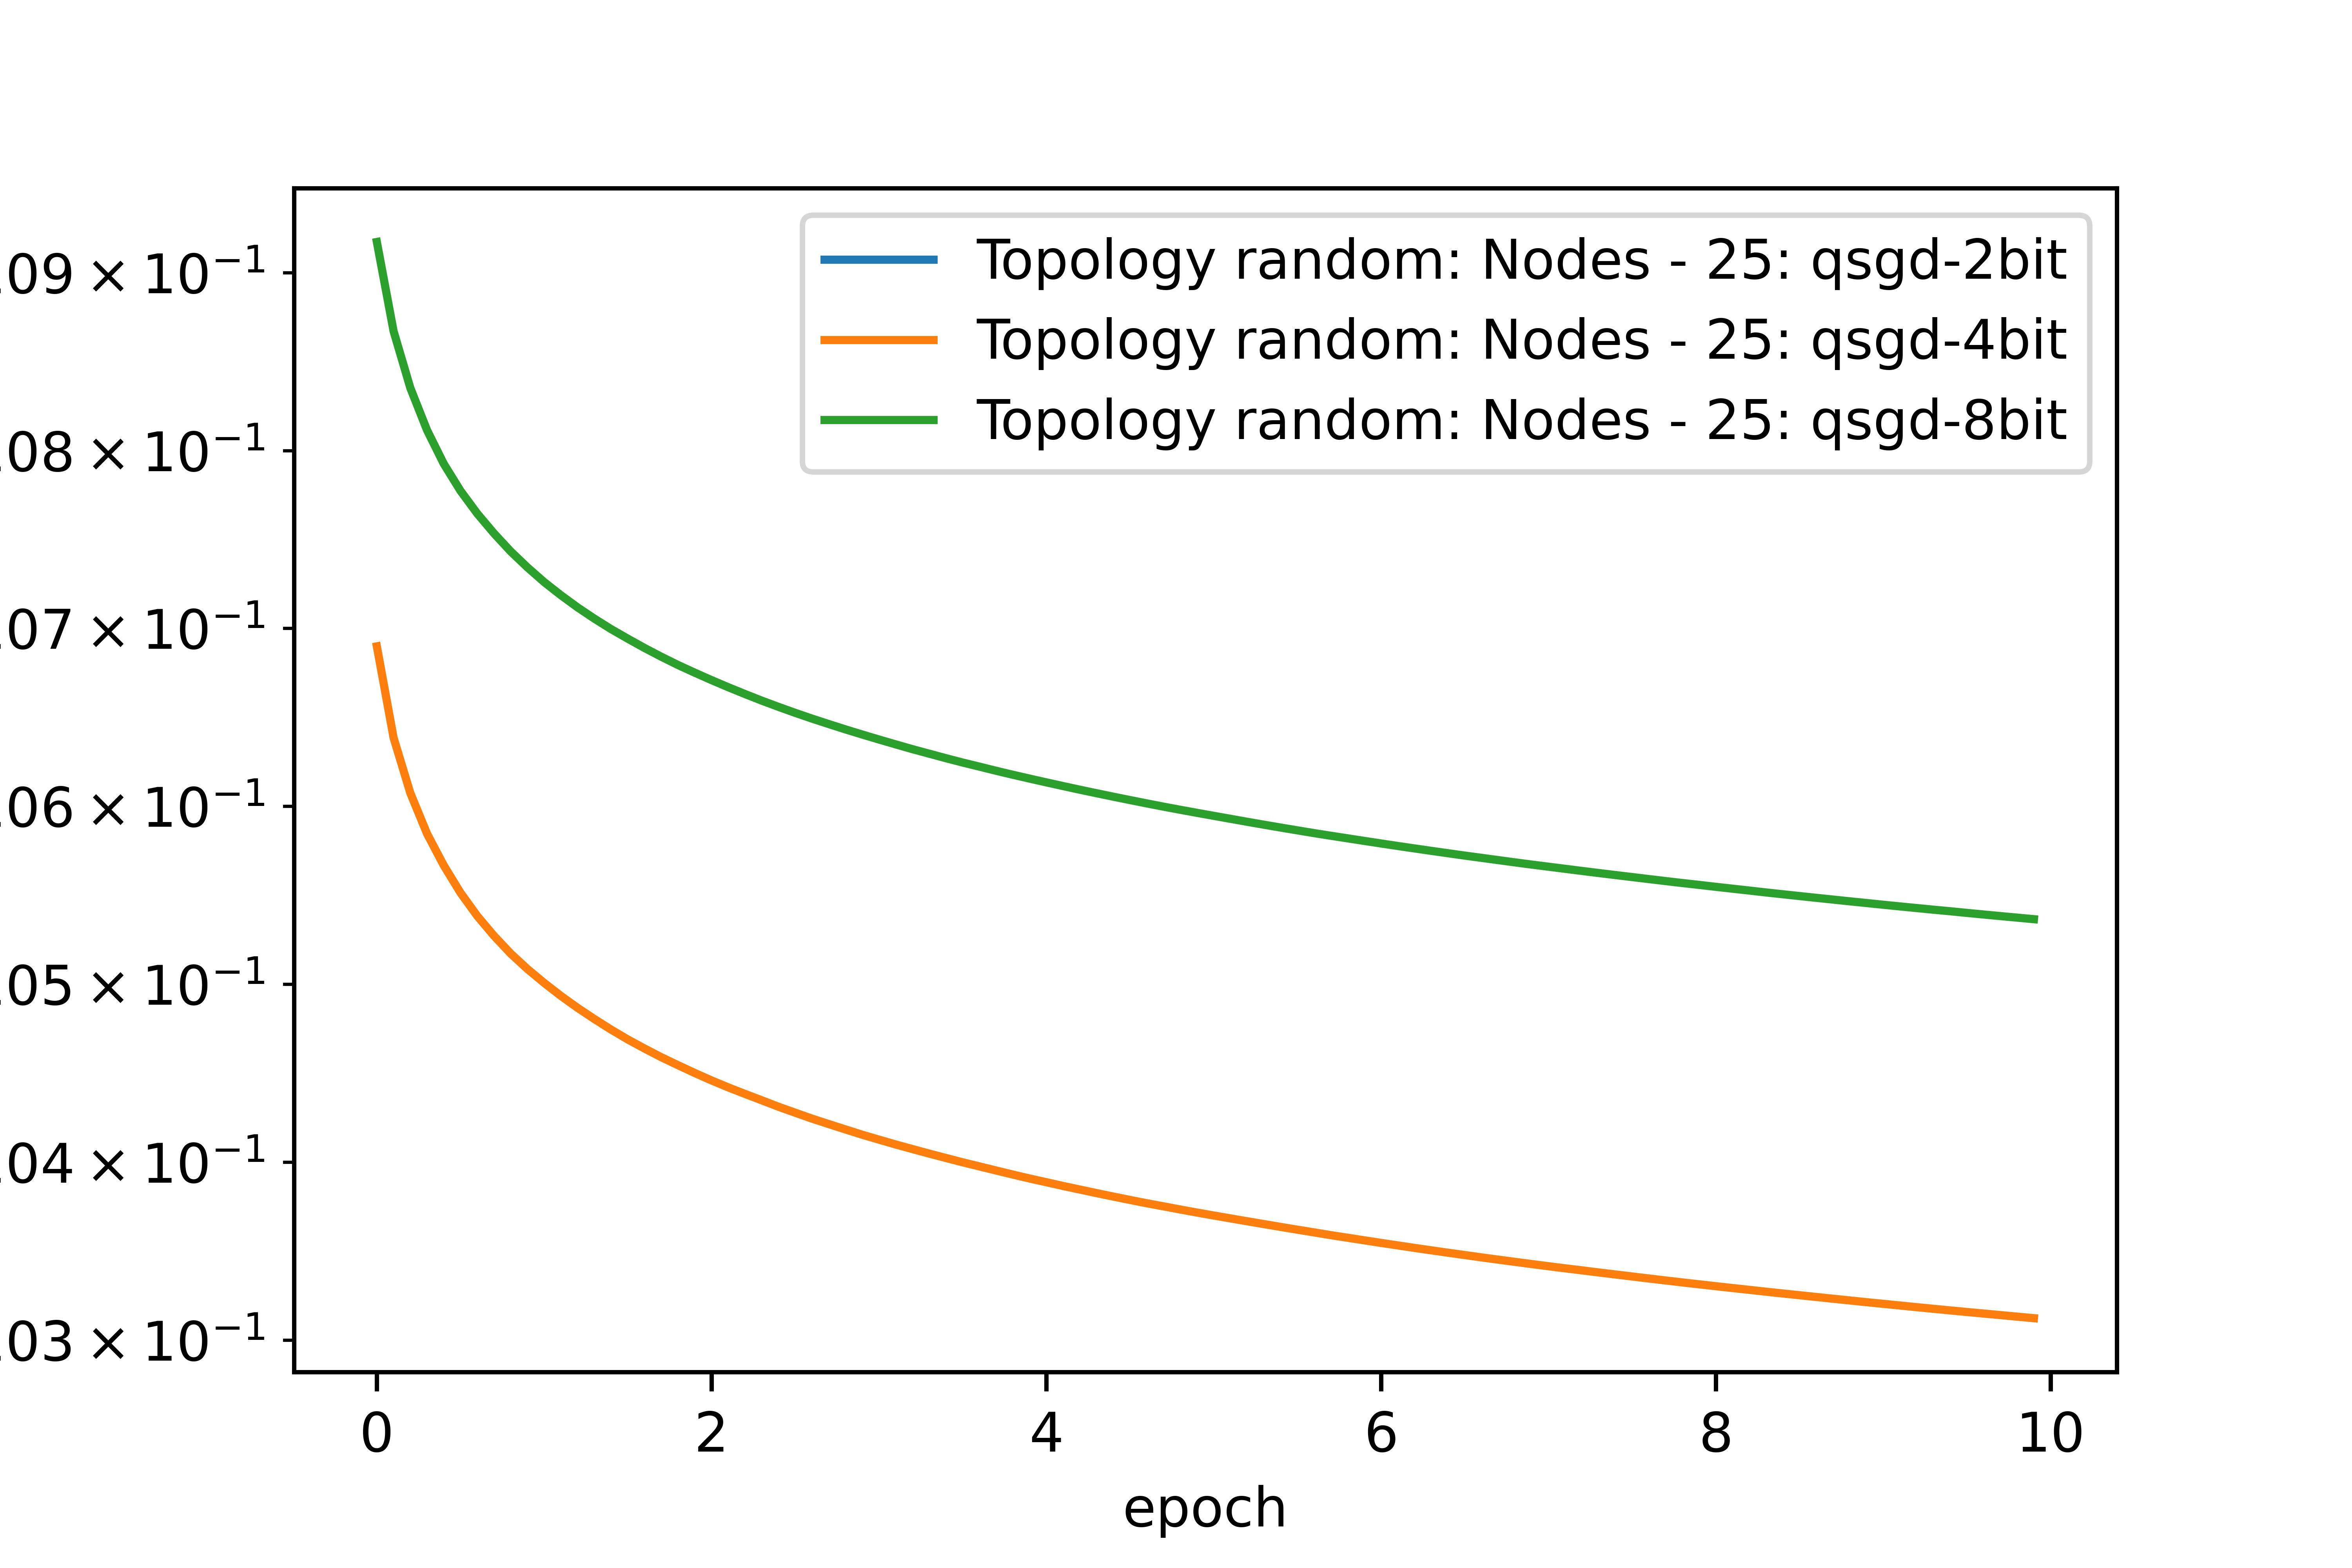 Topology random: Nodes - 25: qsgd-2bit
Topology random: Nodes - 25: qsgd-4bit
Topology random: Nodes - 25: qsgd-8bit
09 × 10⁻¹
08 × 10⁻¹
07 × 10⁻¹
06 × 10⁻¹
05 × 10⁻¹
04 × 10⁻¹
03 × 10⁻¹
0 2 4 6 8 10
epoch